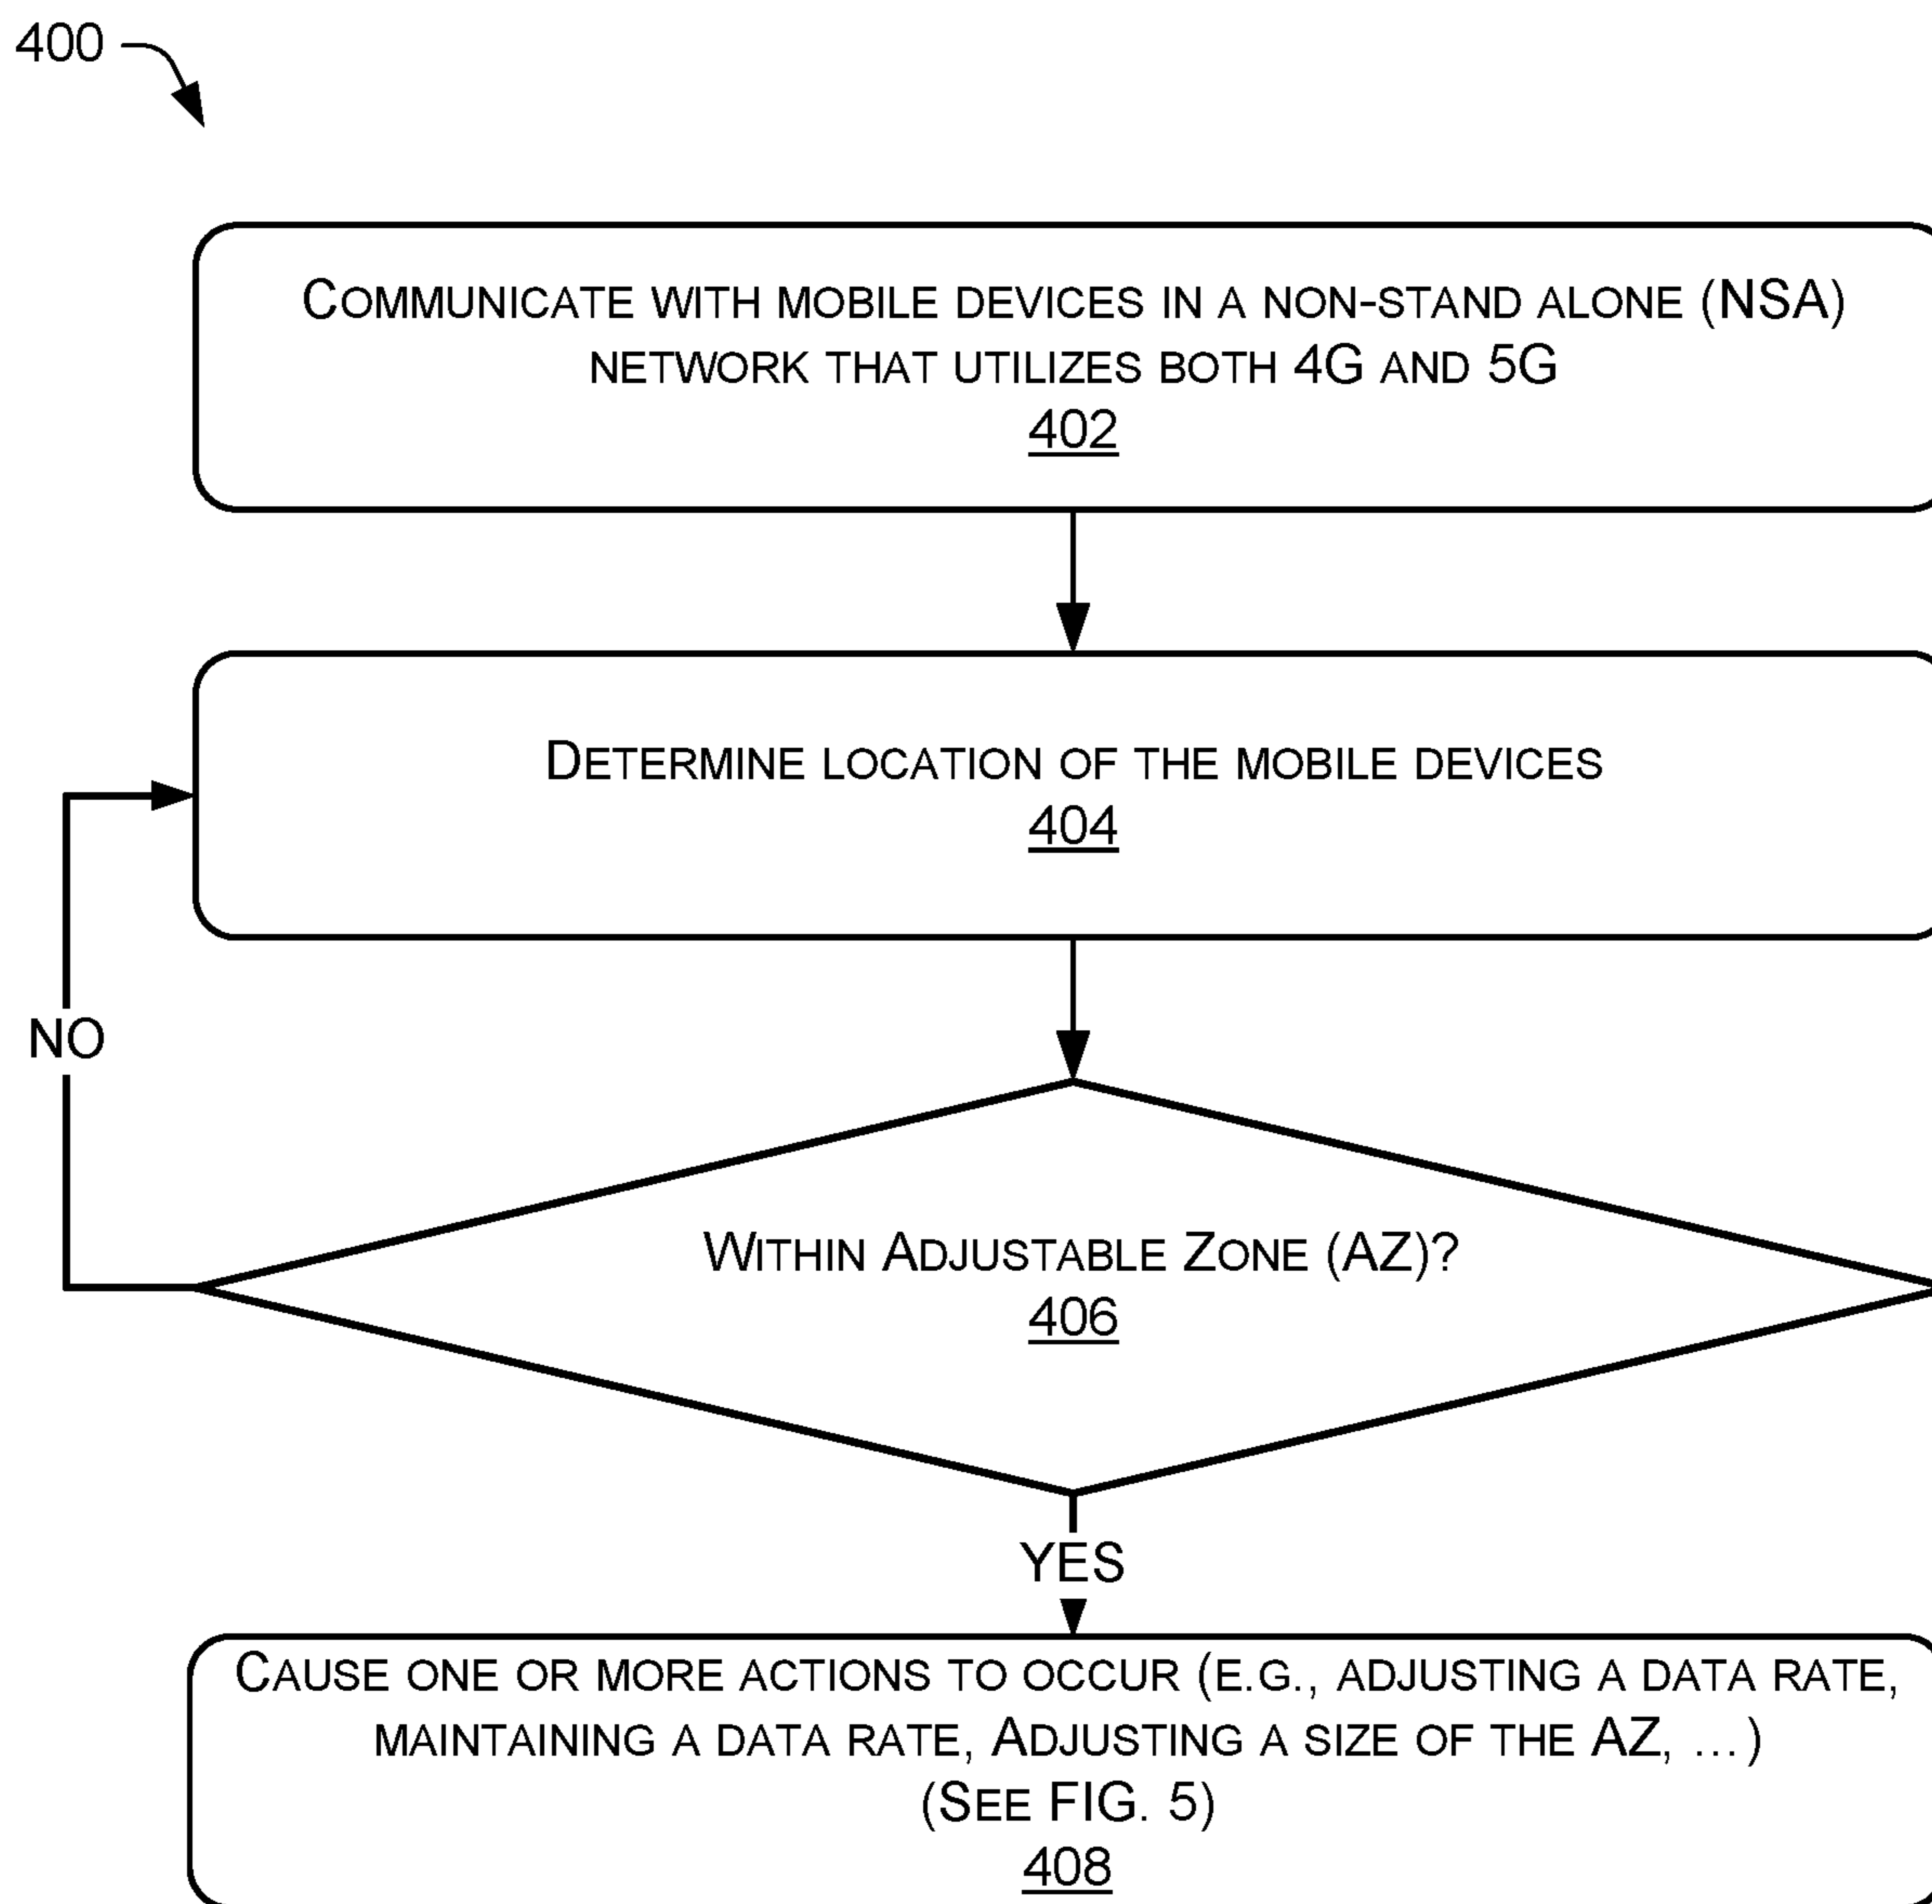 400
COMMUNICATE WITH MOBILE DEVICES IN A NON-STAND ALONE (NSA)
NETWORK THAT UTILIZES BOTH 4G AND 5G
402
DETERMINE LOCATION OF THE MOBILE DEVICES
404
NO
WITHIN ADJUSTABLE ZONE (AZ)?
406
YES
CAUSE ONE OR MORE ACTIONS TO OCCUR (E.G., ADJUSTING A DATA RATE,
MAINTAINING A DATA RATE, ADJUSTING A SIZE OF THE AZ, ...)
(SEE FIG. 5)
408